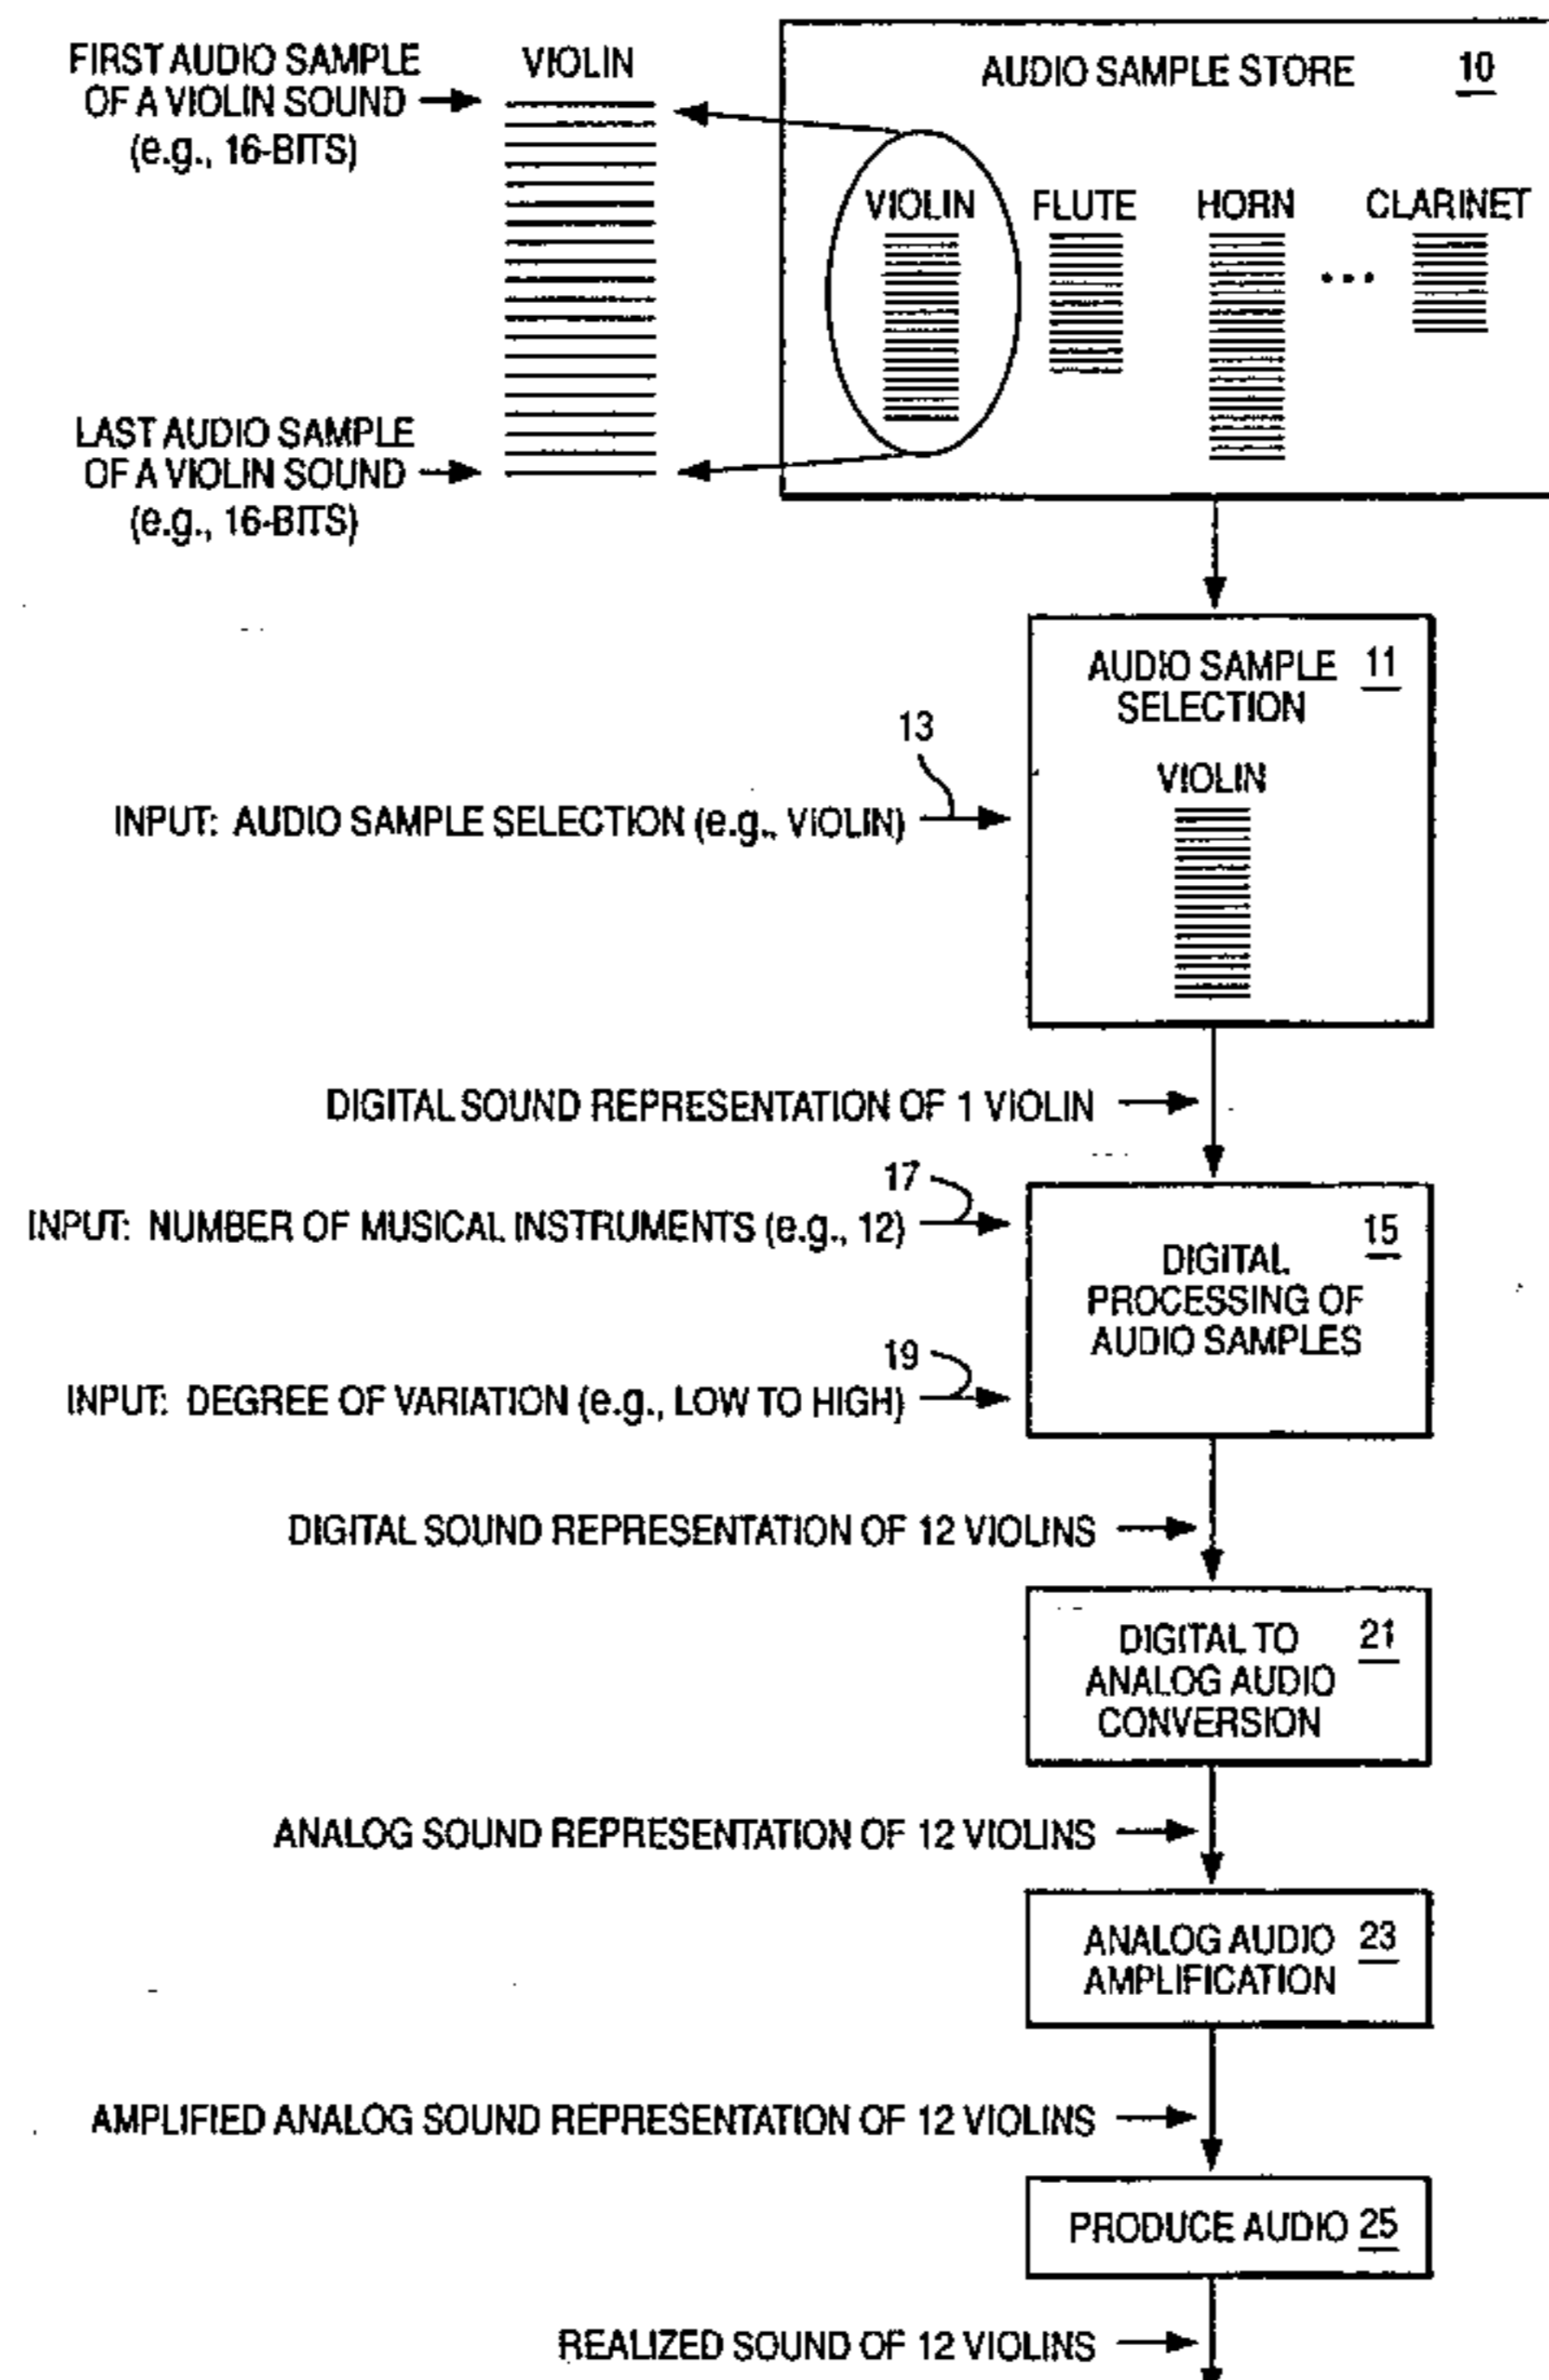 FIRST AUDIO SAMPLE
OF A VIOLIN SOUND
(e.g., 16-BITS)
VIOLIN
AUDIO SAMPLE STORE 10
VIOLIN FLUTE HORN ... CLARINET
LAST AUDIO SAMPLE
OF A VIOLIN SOUND
(e.g., 16-BITS)
AUDIO SAMPLE 11
SELECTION
VIOLIN
13
INPUT: AUDIO SAMPLE SELECTION (e.g., VIOLIN)
DIGITAL SOUND REPRESENTATION OF 1 VIOLIN
17
INPUT: NUMBER OF MUSICAL INSTRUMENTS (e.g., 12)
15
DIGITAL
PROCESSING OF
AUDIO SAMPLES
19
INPUT: DEGREE OF VARIATION (e.g., LOW TO HIGH)
DIGITAL SOUND REPRESENTATION OF 12 VIOLINS
DIGITAL TO 21
ANALOG AUDIO
CONVERSION
ANALOG SOUND REPRESENTATION OF 12 VIOLINS
ANALOG AUDIO 23
AMPLIFICATION
AMPLIFIED ANALOG SOUND REPRESENTATION OF 12 VIOLINS
PRODUCE AUDIO 25
REALIZED SOUND OF 12 VIOLINS